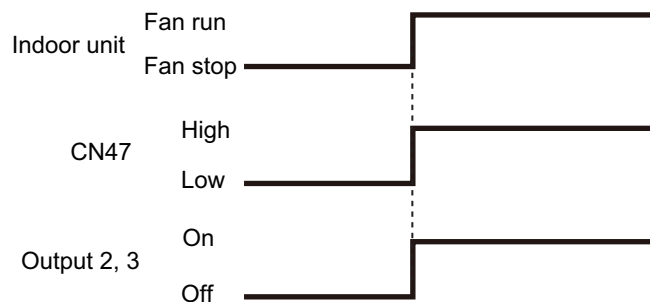 Fan run
Indoor unit
Fan stop
High
CN47
Low
On
Output 2, 3
Off